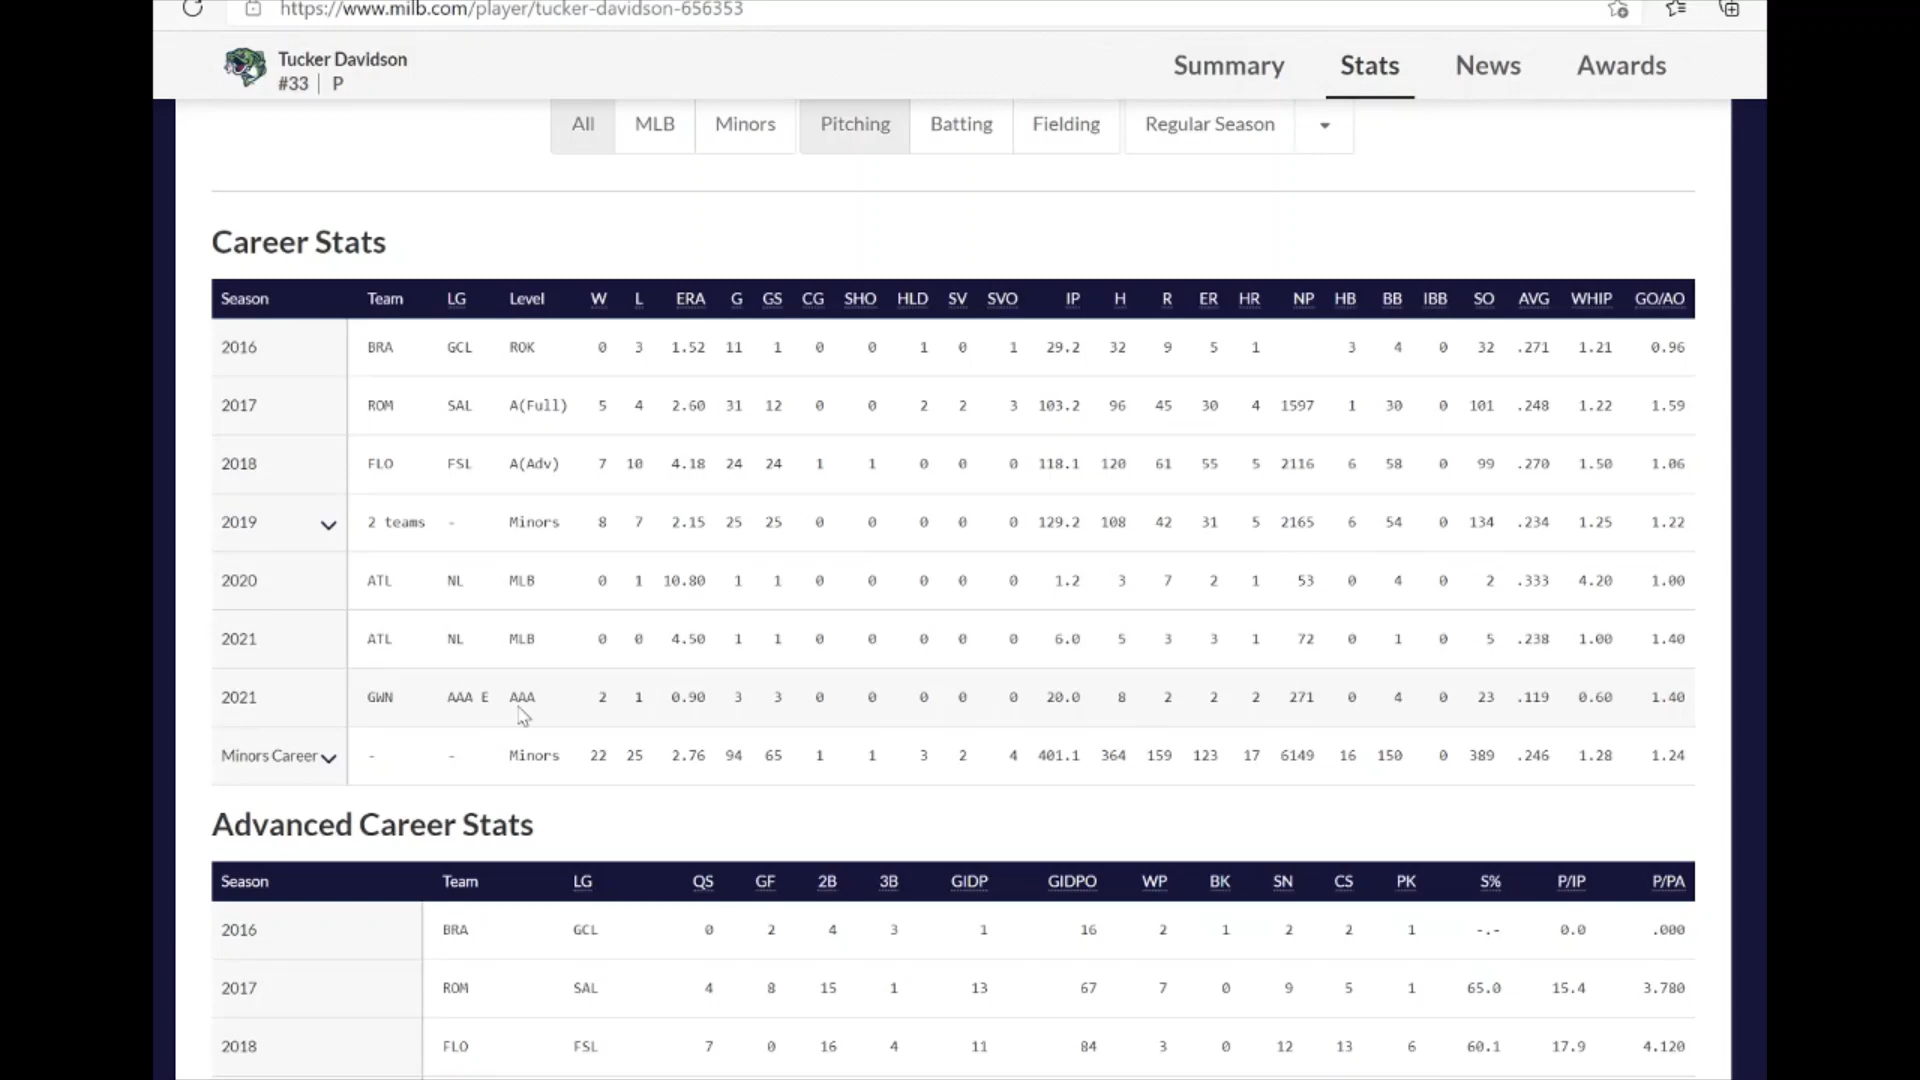 https://www.milb.com/player/tucker-davidson-656353
Tucker Davidson
#33 | P
Summary Stats News Awards
All MLB Minors Pitching Batting Fielding Regular Season
Career Stats
Season Team LG Level W L ERA G GS CG SHO HLD SV SVO IP H R ER HR NP HB BB IBB SO AVG WHIP GO/AO
2016 BRA GCL ROK 0 3 1.52 11 1 0 0 1 0 1 29.2 32 9 5 1 3 4 0 32 .271 1.21 0.96
2017 ROM SAL A(Full) 5 4 2.60 31 12 0 0 2 2 3 103.2 96 45 30 4 1597 1 30 0 101 .248 1.22 1.59
2018 FLO FSL A(Adv) 7 10 4.18 24 24 1 1 0 0 0 118.1 120 61 55 5 2116 6 58 0 99 .270 1.50 1.06
2019 2 teams - Minors 8 7 2.15 25 25 0 0 0 0 0 129.2 108 42 31 5 2165 6 54 0 134 .234 1.25 1.22
2020 ATL NL MLB 0 1 10.80 1 1 0 0 0 0 0 1.2 3 7 2 1 53 0 4 0 2 .333 4.20 1.00
2021 ATL NL MLB 0 0 4.50 1 1 0 0 0 0 0 6.0 5 3 3 1 72 0 1 0 5 .238 1.00 1.40
2021 GWN AAA E AAA 2 1 0.90 3 3 0 0 0 0 0 20.0 8 2 2 2 271 0 4 0 23 .119 0.60 1.40
Minors Career - - Minors 22 25 2.76 94 65 1 1 3 2 4 401.1 364 159 123 17 6149 16 150 0 389 .246 1.28 1.24
Advanced Career Stats
Season Team LG QS GF 2B 3B GIDP GIDPO WP BK SN CS PK S% P/IP P/PA
2016 BRA GCL 0 2 4 3 1 16 2 1 2 2 1 -.- 0.0 .000
2017 ROM SAL 4 8 15 1 13 67 7 0 9 5 1 65.0 15.4 3.780
2018 FLO FSL 7 0 16 4 11 84 3 0 12 13 6 60.1 17.9 4.120